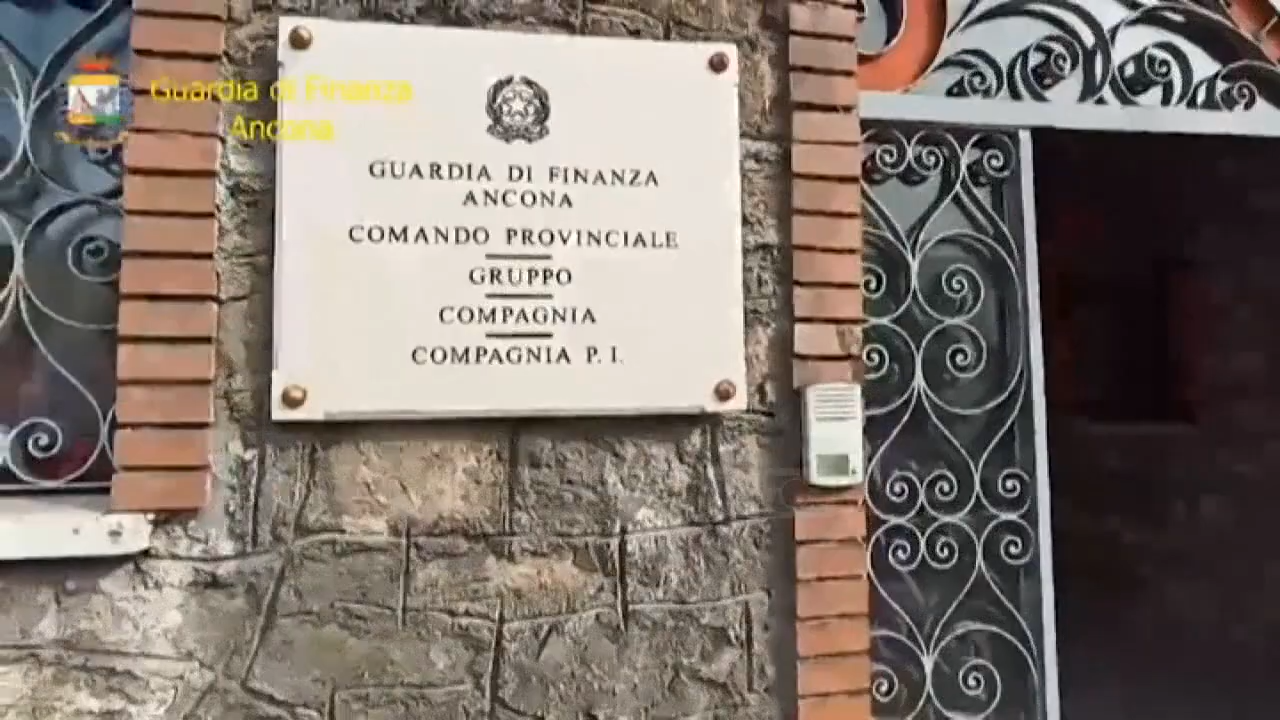 Guardia di Finanza
Ancona
GUARDIA DI FINANZA
ANCONA
COMANDO PROVINCIALE
GRUPPO
COMPAGNIA
COMPAGNIA P. I.